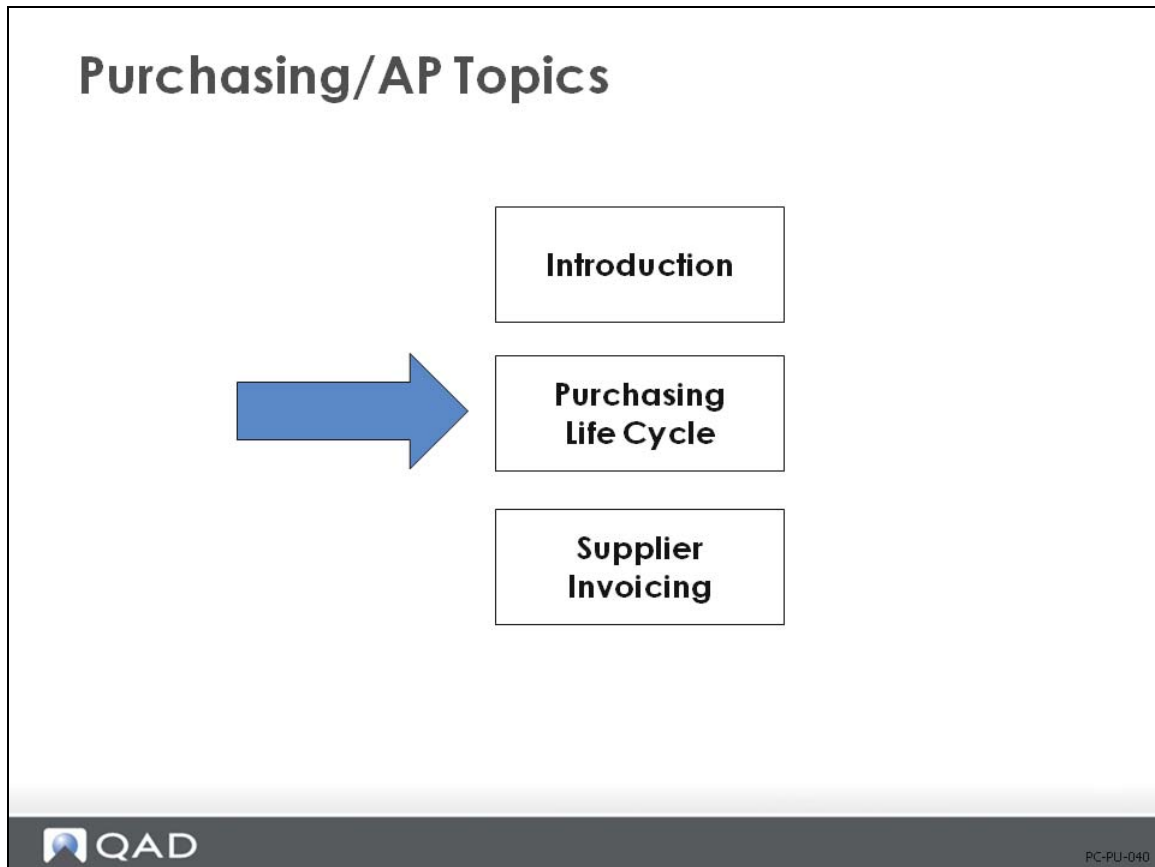 Purchasing/AP Topics
Introduction
Purchasing
Life Cycle
Supplier
Invoicing
QAD
PC-PU-040